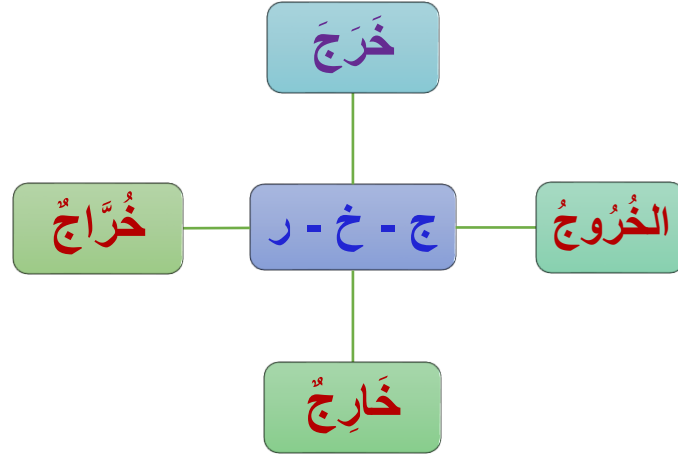 خَرَجَ
الخُرُوجُ
ج - خ - ر
خُرَّاجٌ
خَارِجٌ